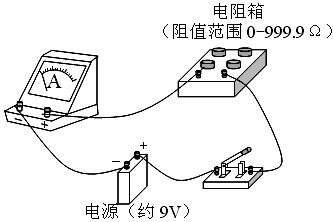 电阻箱
（阻值范围 0-999.9 Ω）
A
- +
- +
电源（约 9V）